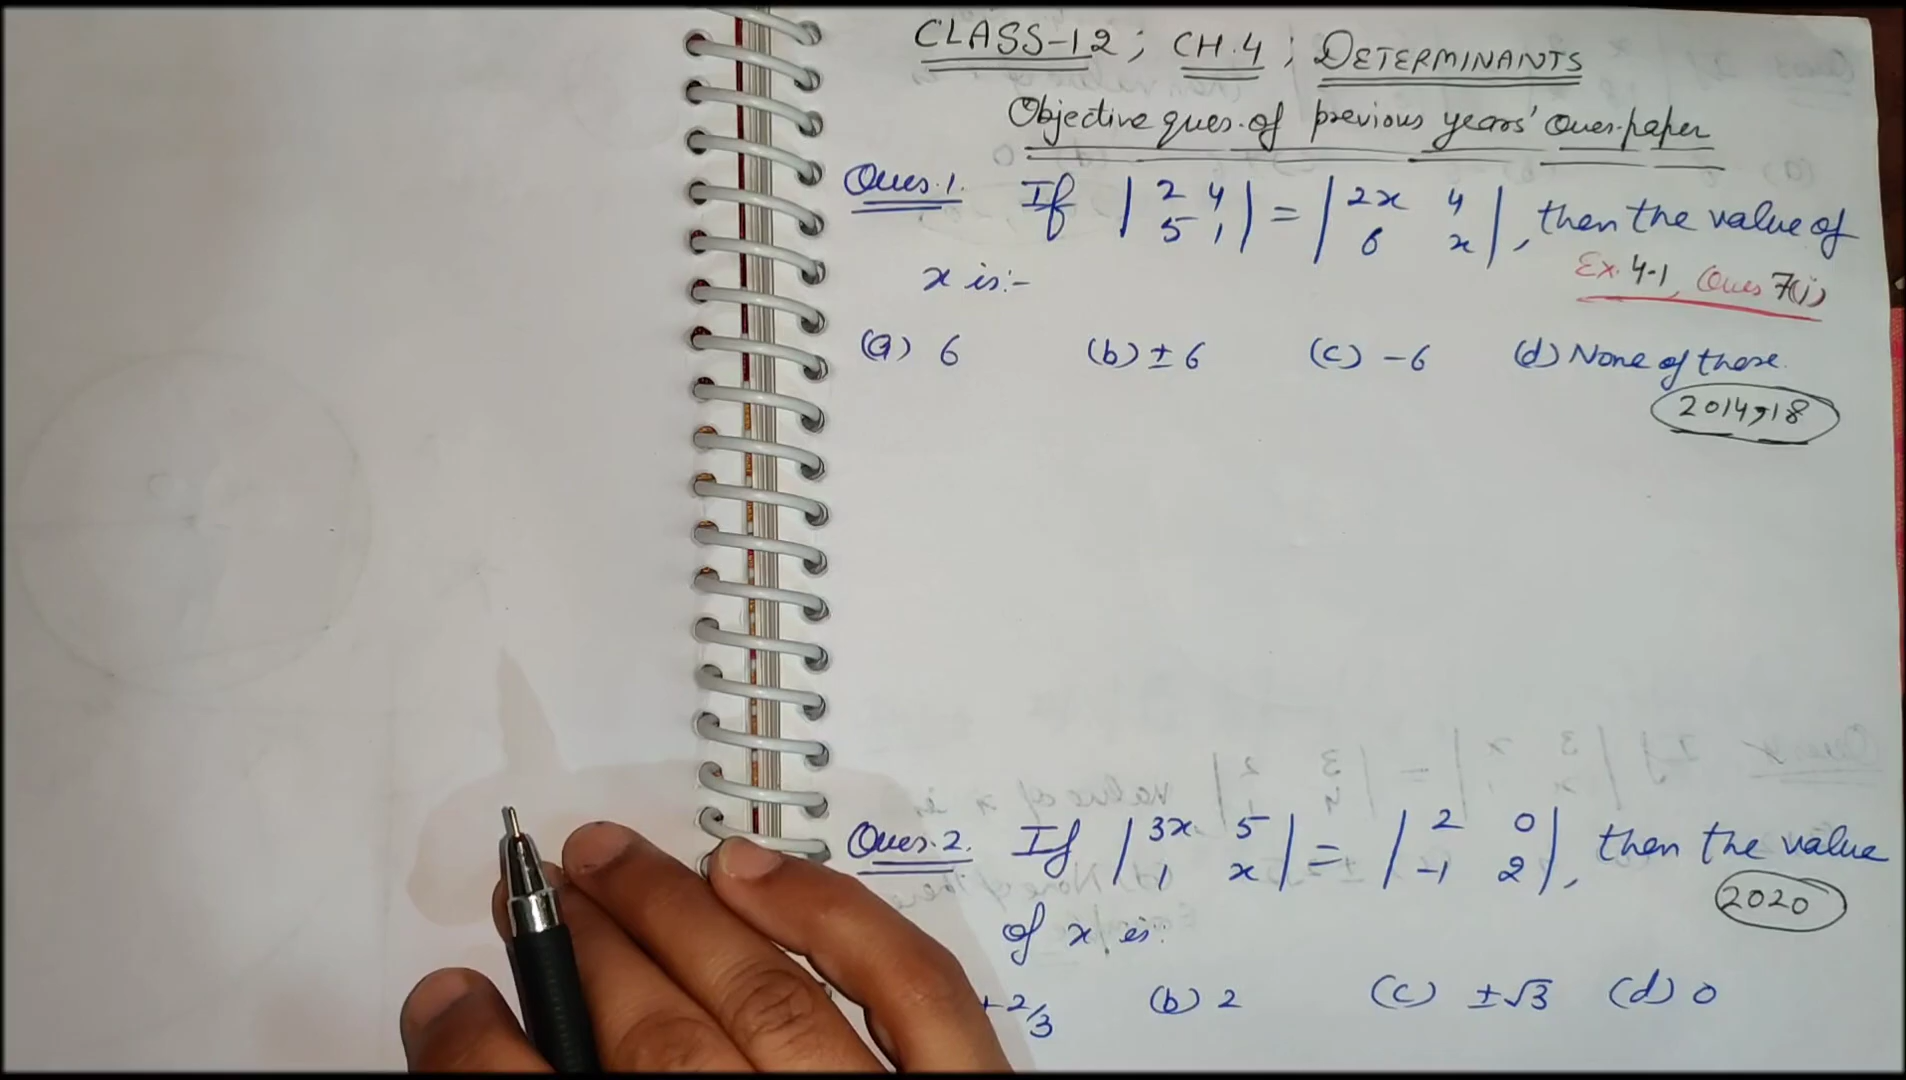 CLASS-12; CH.4; DETERMINANTS
Objective ques. of previous years' Ques. paper
Ques.1. If | 2 4 | = | 2x 4 |, then the value of
5 1 6 x
x is:-
Ex. 4.1, Ques 7(i)
(a) 6 (b) ±6 (c) -6 (d) None of these.
2014,18
Ques.2. If | 3x 5 | = | 2 0 |, then the value
1 x -1 2
2020
of x is:
2/3 (b) 2 (c) ±√3 (d) 0